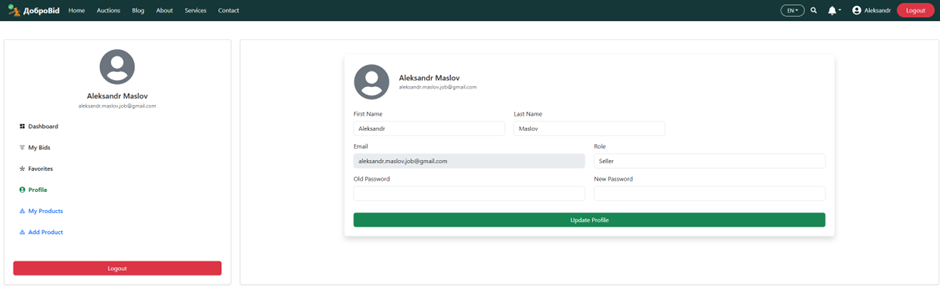 ДоброBid Home Auctions Blog About Services Contact EN Aleksandr Logout
Aleksandr Maslov
aleksandr.maslov.job@gmail.com
Dashboard
My Bids
Favorites
Profile
My Products
Add Product
Logout
Aleksandr Maslov
aleksandr.maslov.job@gmail.com
First Name Last Name
Aleksandr Maslov
Email Role
aleksandr.maslov.job@gmail.com Seller
Old Password New Password
Update Profile